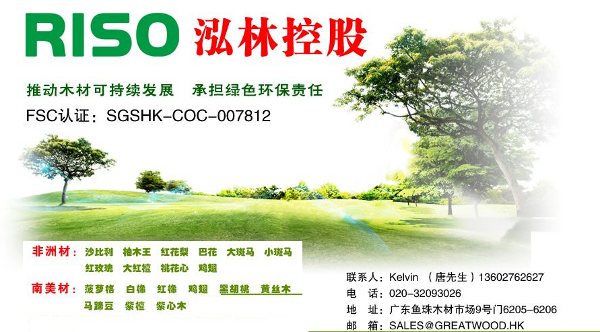 RISO 泓林控股
推动木材可持续发展 承担绿色环保责任
FSC认证：SGSHK-COC-007812
非洲材：沙比利 柚木王 红花梨 巴花 大斑马 小斑马
红玫琬 大红檀 桃花心 鸡翅
南美材：菠萝格 白橡 红橡 鸡翅 黑胡桃 黄丝木
马蹄豆 紫檀 紫心木
联系人：Kelvin （唐先生）13602762627
电 话：020-32093026
地 址：广东鱼珠木材市场9号门6205-6206
邮 箱：SALES@GREATWOOD.HK